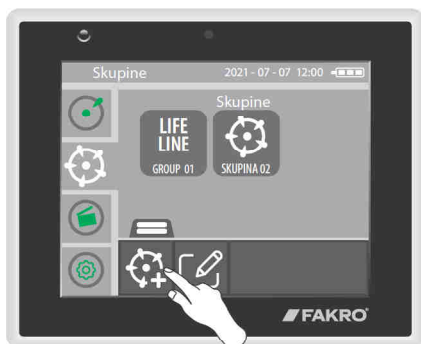 Skupine 2021 - 07 - 07 12:00
Skupine
LIFE
LINE
GROUP 01 SKUPINA 02
FAKRO